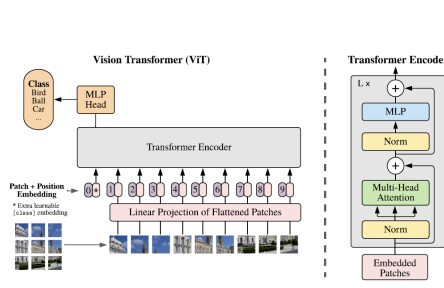 Vision Transformer (ViT)
Class
Bird
Ball
Car
...
MLP
Head
Transformer Encoder
Patch + Position
Embedding
* Extra learnable
[class] embedding
0 * 1 2 3 4 5 6 7 8 9
Linear Projection of Flattened Patches
Transformer Encode
L x
+
MLP
Norm
+
Multi-Head
Attention
Norm
Embedded
Patches